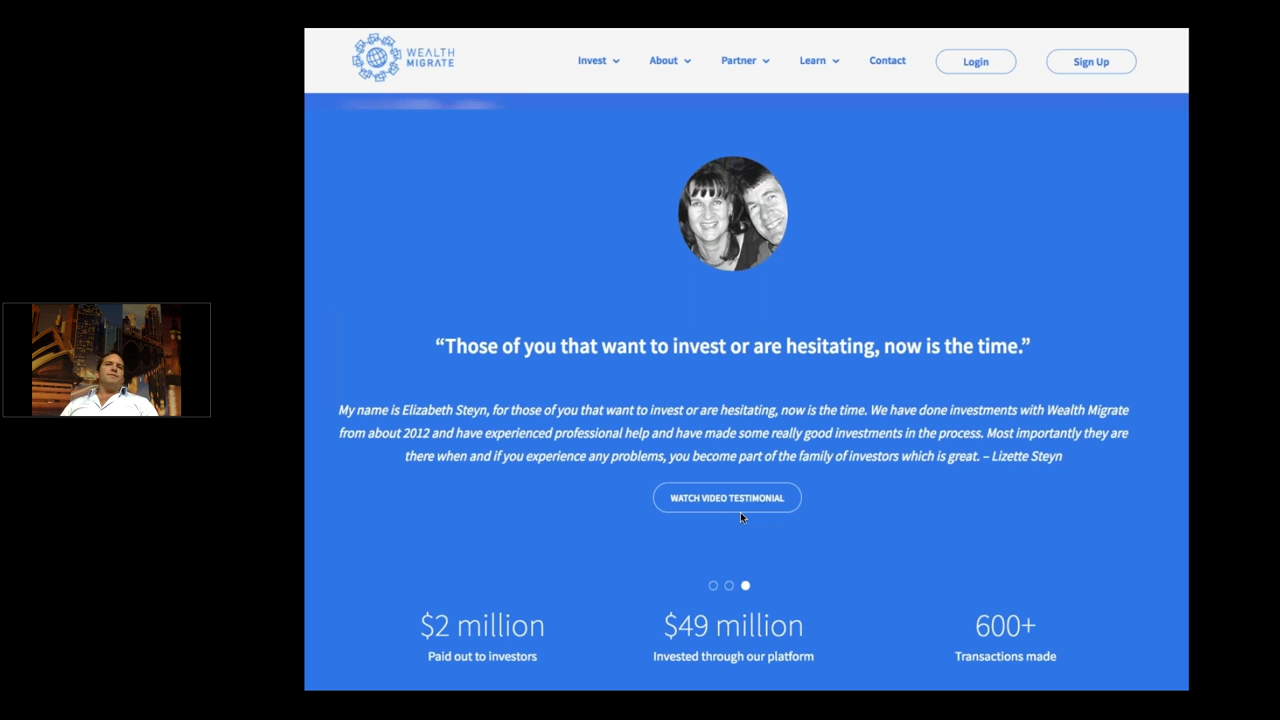 WEALTH
MIGRATE
Invest
About
Partner
Learn
Contact
Login
Sign Up
“Those of you that want to invest or are hesitating, now is the time.”
My name is Elizabeth Steyn, for those of you that want to invest or are hesitating, now is the time. We have done investments with Wealth Migrate
from about 2012 and have experienced professional help and have made some really good investments in the process. Most importantly they are
there when and if you experience any problems, you become part of the family of investors which is great. – Lizette Steyn
WATCH VIDEO TESTIMONIAL
$2 million
Paid out to investors
$49 million
Invested through our platform
600+
Transactions made